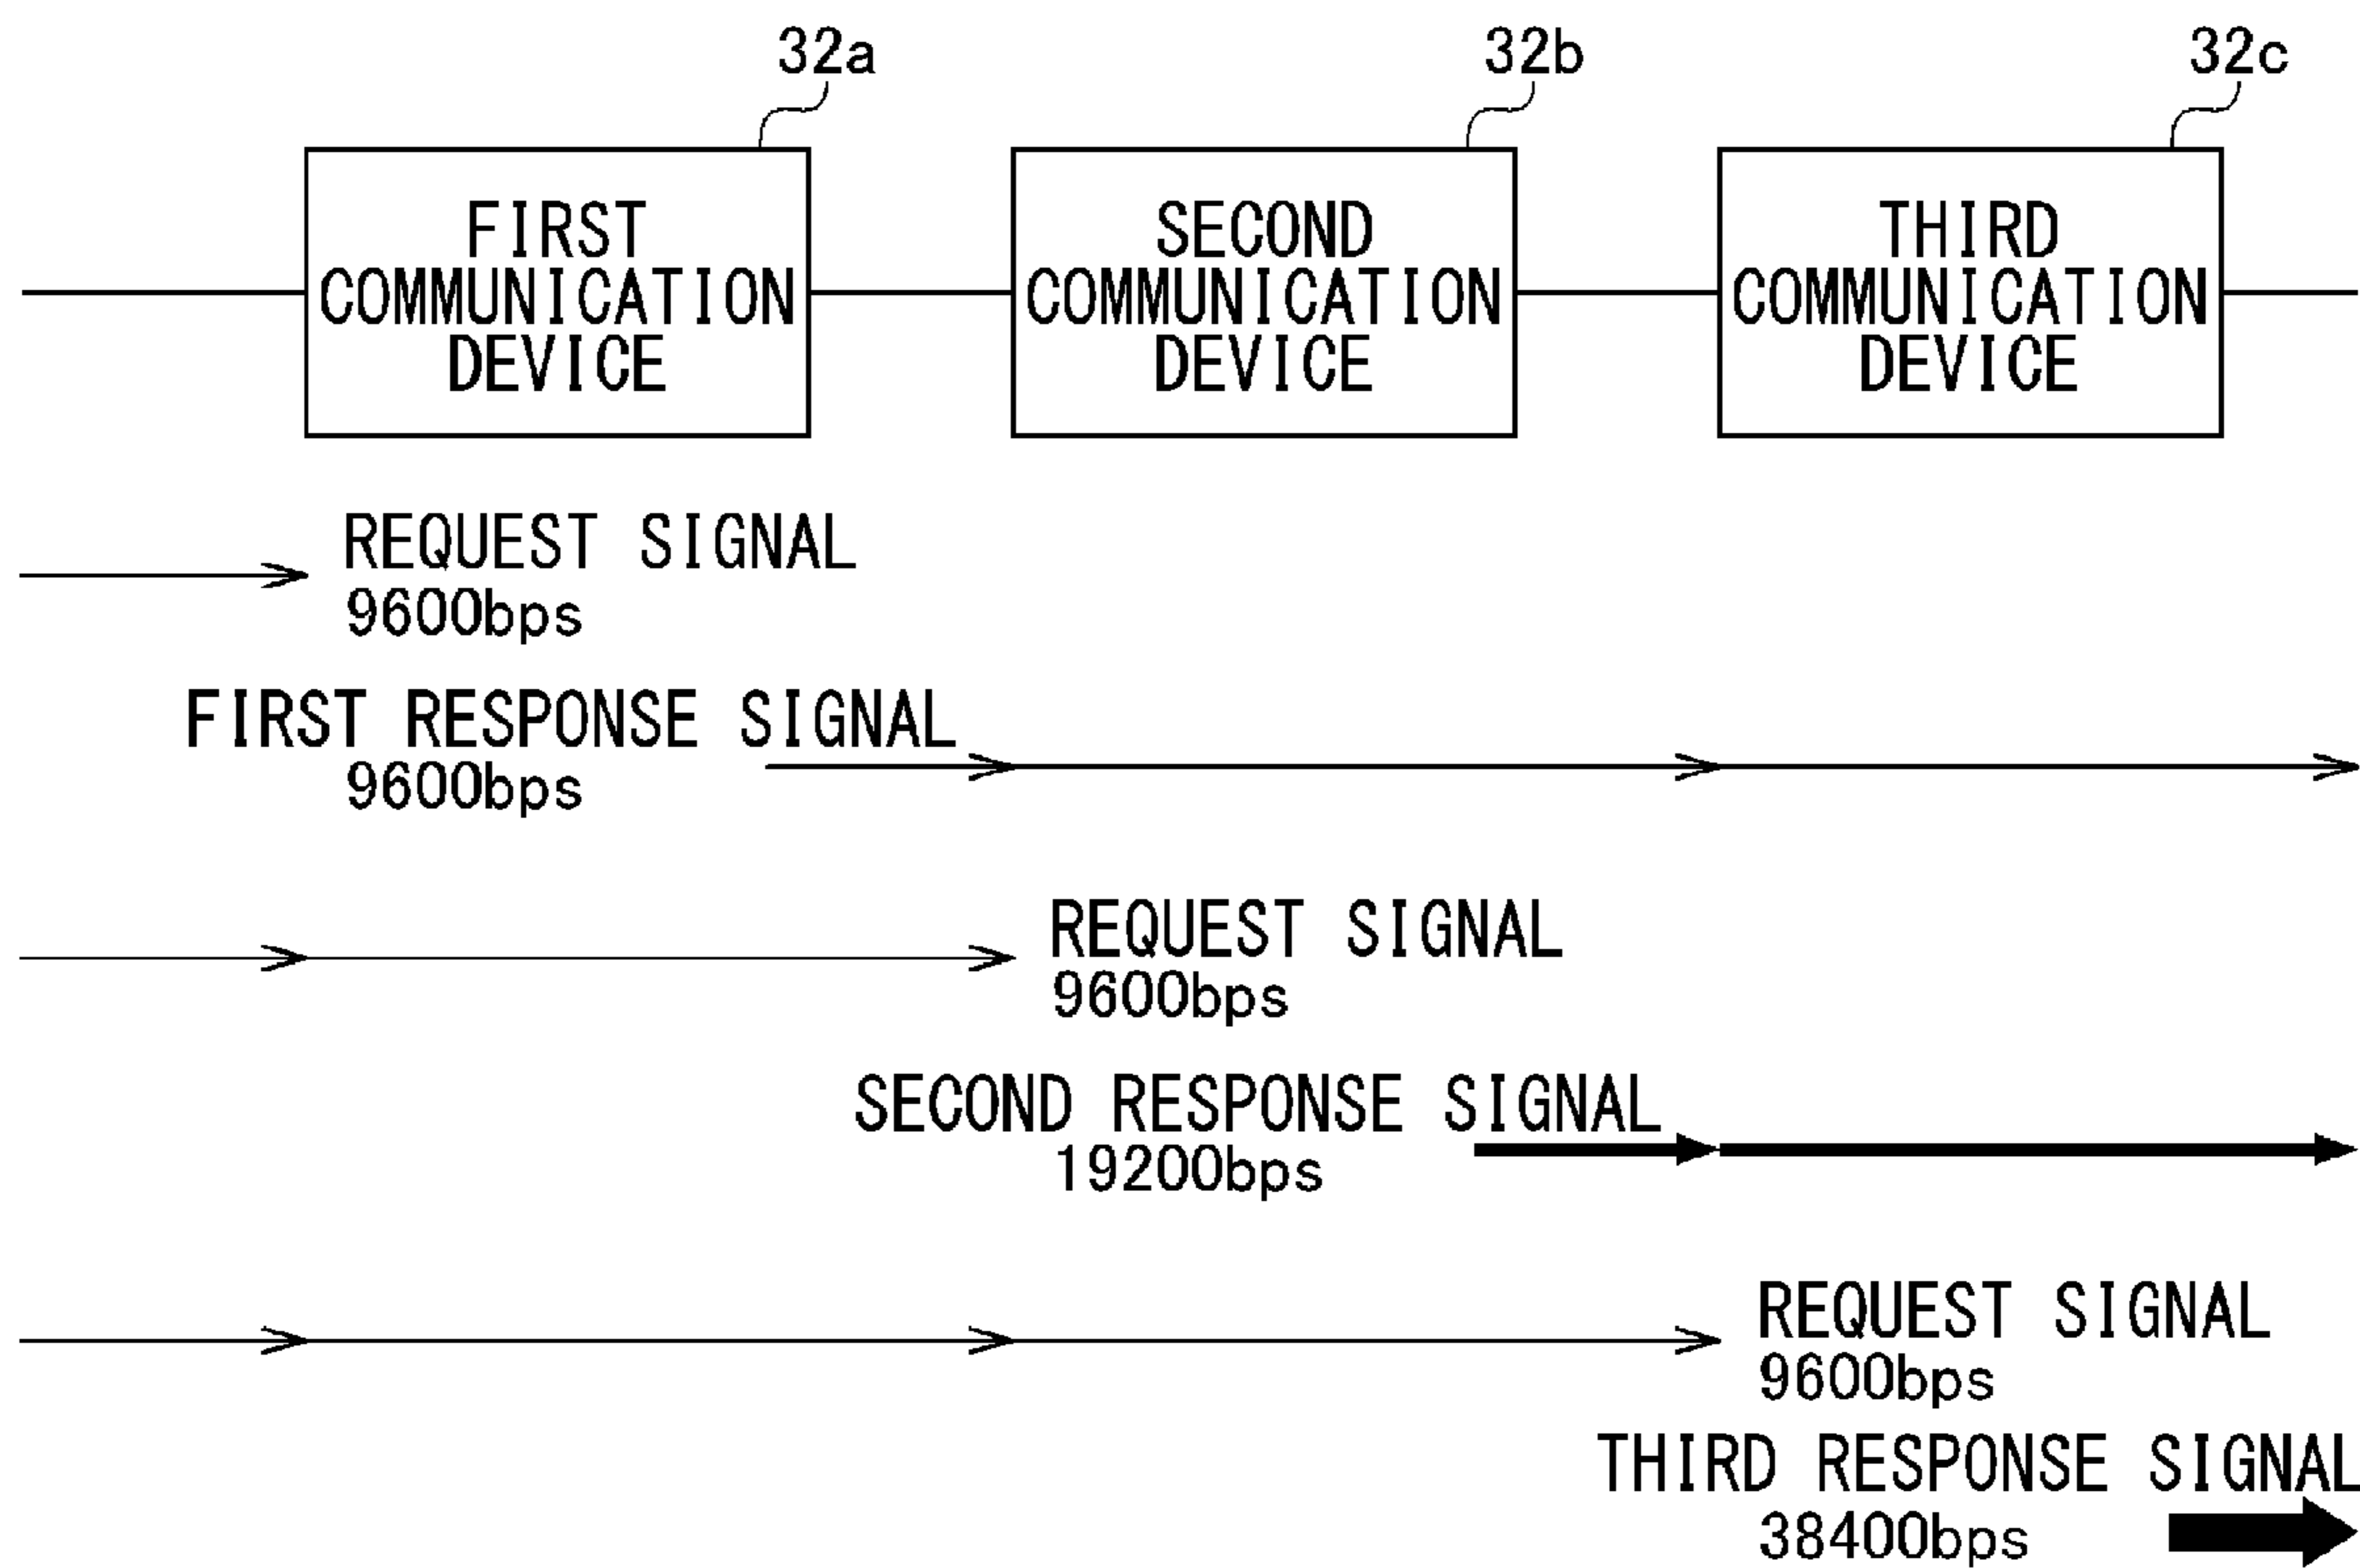 32a
32b
32c
FIRST
COMMUNICATION
DEVICE
SECOND
COMMUNICATION
DEVICE
THIRD
COMMUNICATION
DEVICE
REQUEST SIGNAL
9600bps
FIRST RESPONSE SIGNAL
9600bps
REQUEST SIGNAL
9600bps
SECOND RESPONSE SIGNAL
19200bps
REQUEST SIGNAL
9600bps
THIRD RESPONSE SIGNAL
38400bps